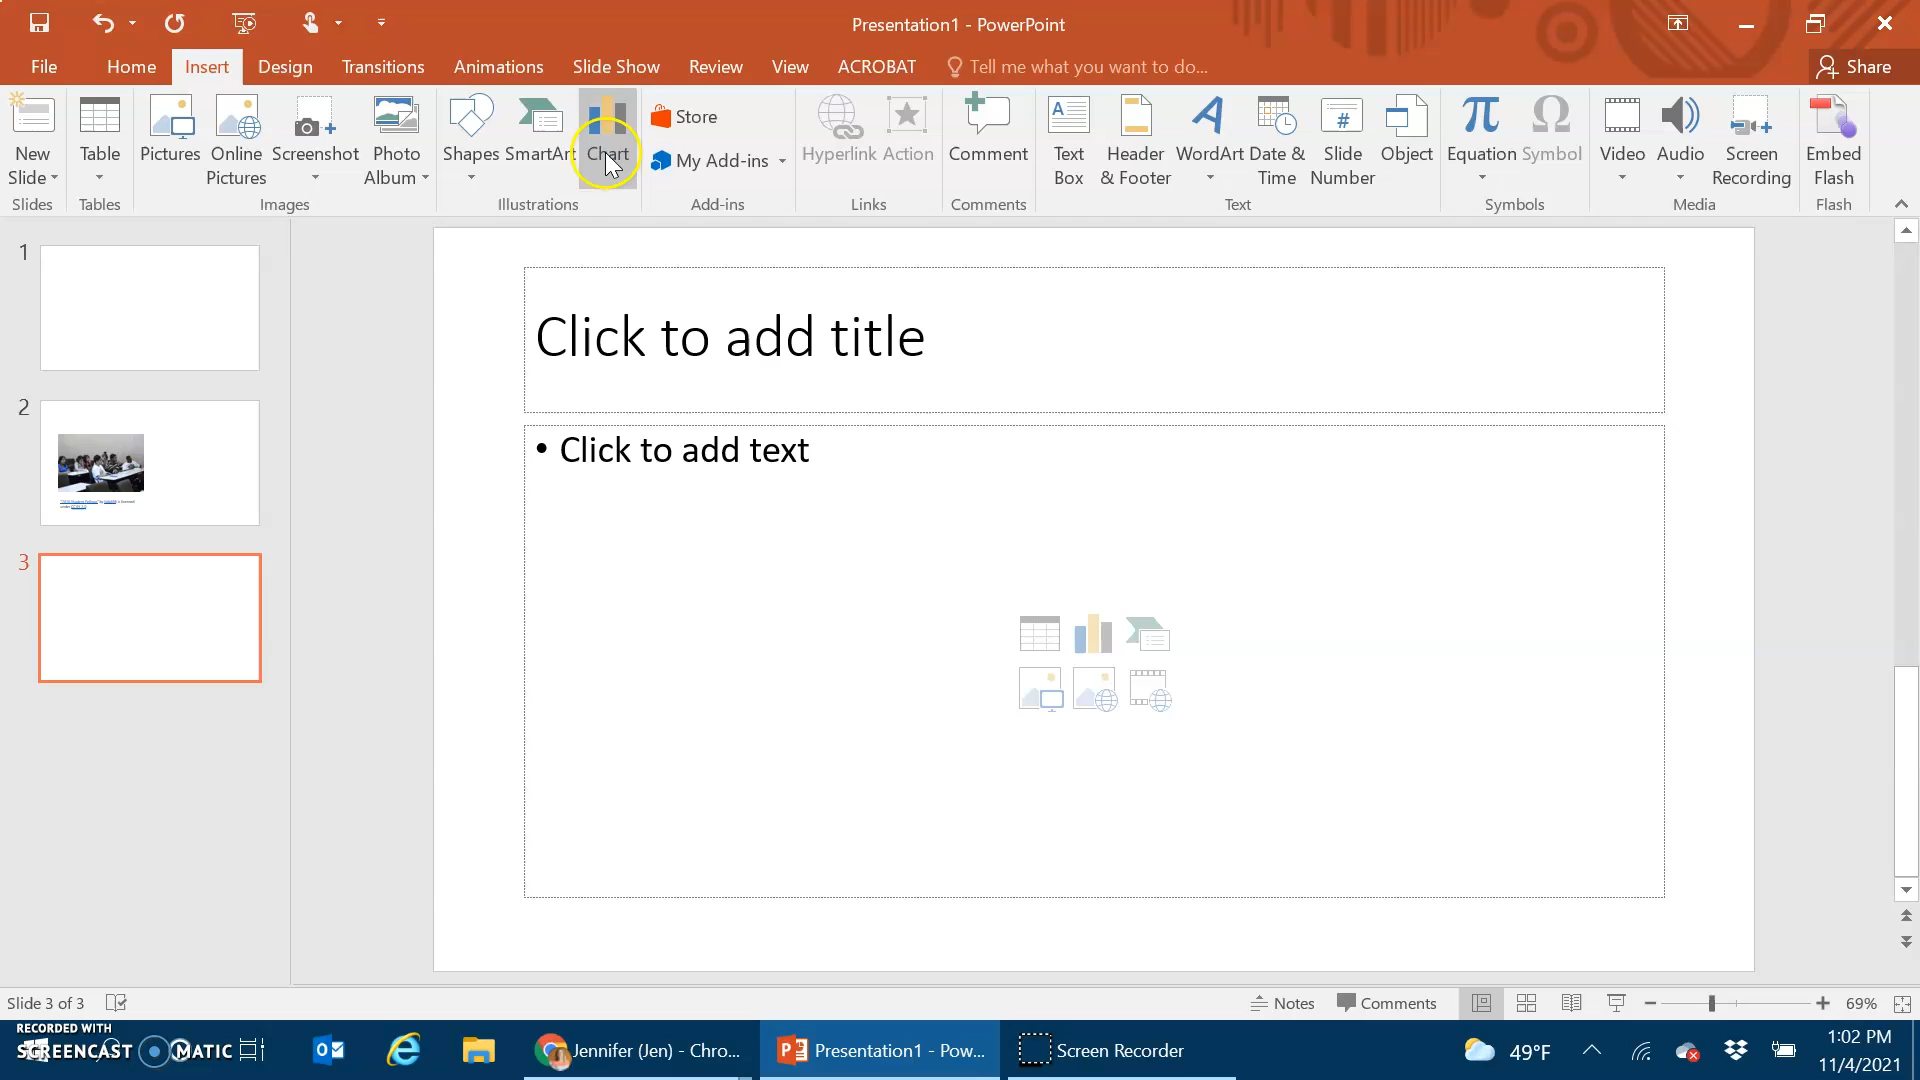 Presentation1 - PowerPoint
File Home Insert Design Transitions Animations Slide Show Review View ACROBAT Tell me what you want to do... Share
New Slide
Table
Pictures
Online Pictures
Screenshot
Photo Album
Shapes
SmartArt
Chart
Store
My Add-ins
Hyperlink
Action
Comment
Text Box
Header & Footer
WordArt
Date & Time
Slide Number
Object
Equation
Symbol
Video
Audio
Screen Recording
Embed Flash
Slides Tables Images Illustrations Add-ins Links Comments Text Symbols Media Flash
1
2
3
Click to add title
• Click to add text
Slide 3 of 3 Notes Comments 69%
RECORDED WITH
SCREENCAST MATIC
Jennifer (Jen) - Chro...
Presentation1 - Pow...
Screen Recorder
49°F
1:02 PM
11/4/2021